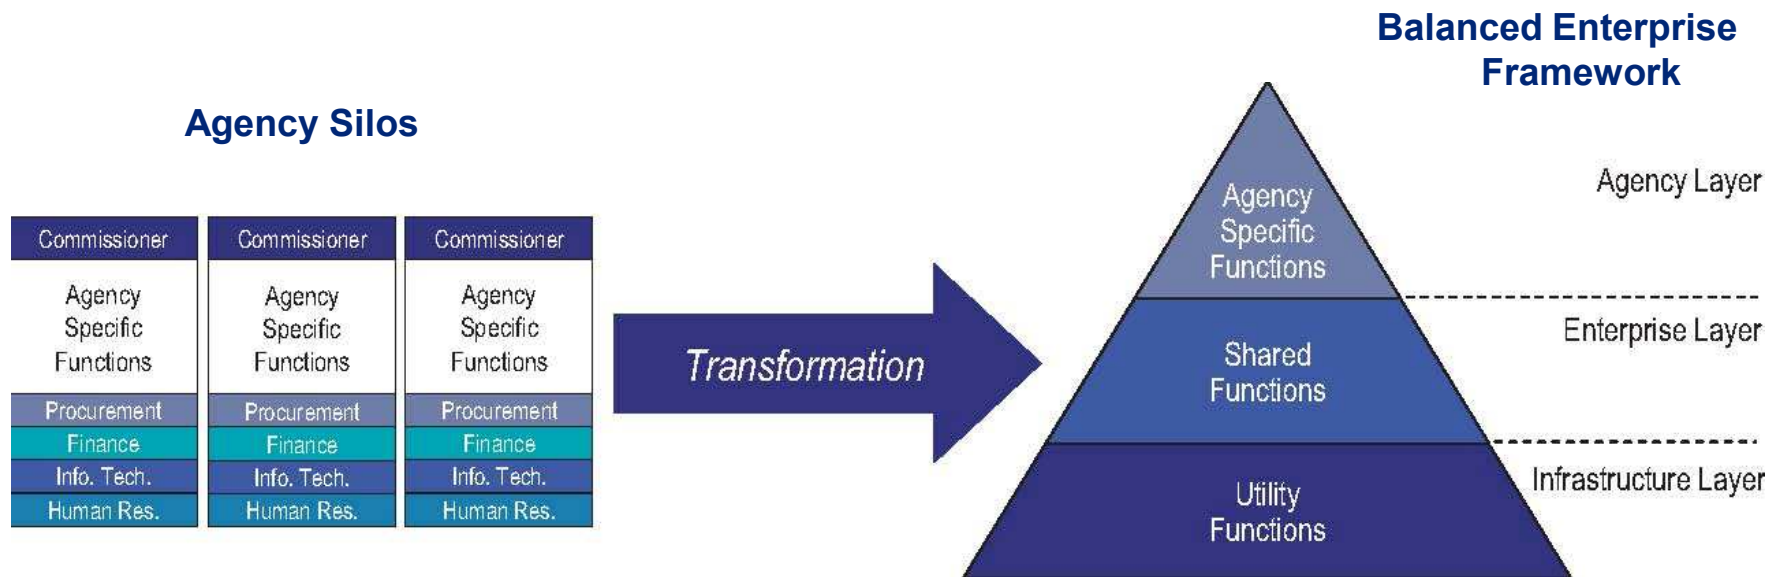 Balanced Enterprise
Framework
Agency Silos
Commissioner
Agency
Specific
Functions
Procurement
Finance
Info. Tech.
Human Res.
Commissioner
Agency
Specific
Functions
Procurement
Finance
Info. Tech.
Human Res.
Commissioner
Agency
Specific
Functions
Procurement
Finance
Info. Tech.
Human Res.
Transformation
Agency
Specific
Functions
Shared
Functions
Utility
Functions
Agency Layer
Enterprise Layer
Infrastructure Layer